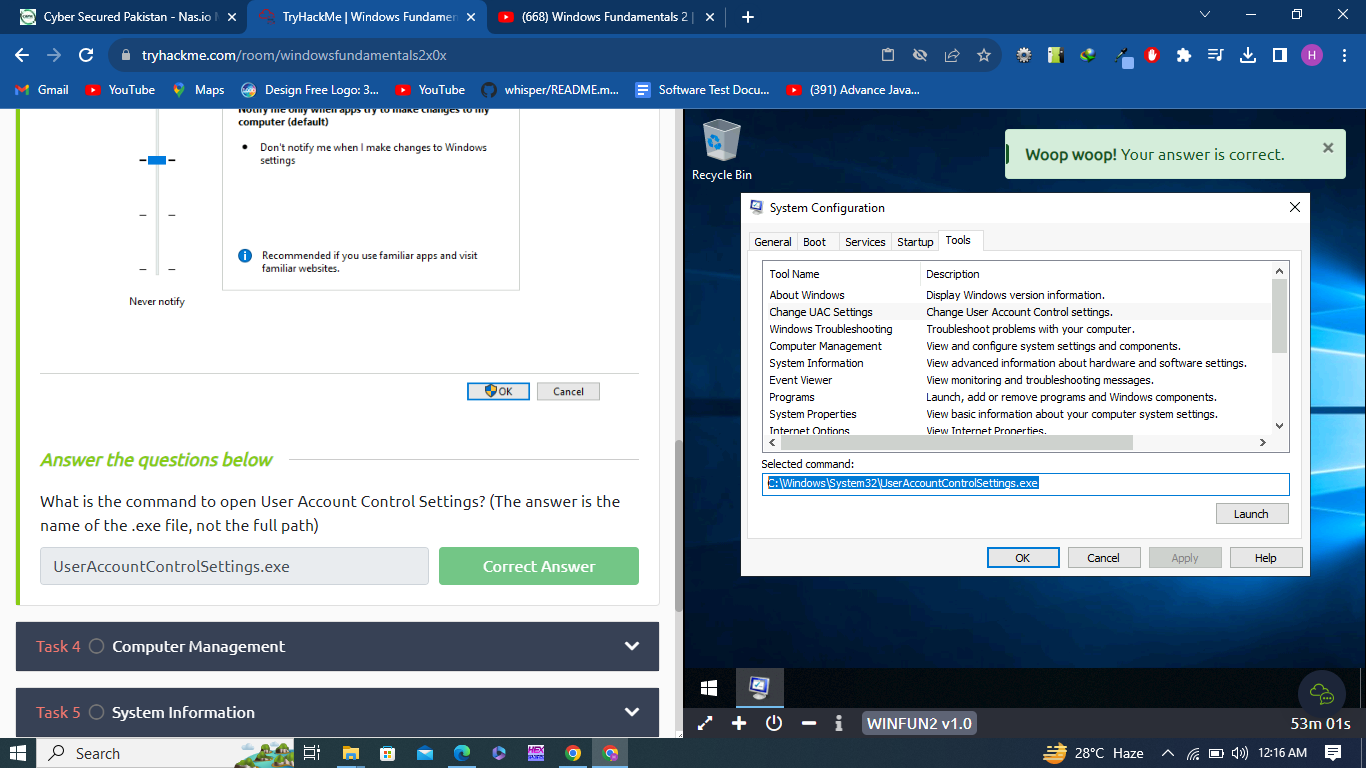 Cyber Secured Pakistan - Nas.io
TryHackMe | Windows Fundamen
(668) Windows Fundamentals 2 |
tryhackme.com/room/windowsfundamentals2x0x
H
Gmail
YouTube
Maps
Design Free Logo: 3...
YouTube
whisper/README.m...
Software Test Docu...
(391) Advance Java...
Notify me only when apps try to make changes to my
computer (default)
Don't notify me when I make changes to Windows
settings
Recommended if you use familiar apps and visit
familiar websites.
Never notify
OK
Cancel
Answer the questions below
What is the command to open User Account Control Settings? (The answer is the
name of the .exe file, not the full path)
UserAccountControlSettings.exe
Correct Answer
Task 4 Computer Management
Task 5 System Information
Recycle Bin
Woop woop! Your answer is correct.
System Configuration
General Boot Services Startup Tools
Tool Name Description
About Windows Display Windows version information.
Change UAC Settings Change User Account Control settings.
Windows Troubleshooting Troubleshoot problems with your computer.
Computer Management View and configure system settings and components.
System Information View advanced information about hardware and software settings.
Event Viewer View monitoring and troubleshooting messages.
Programs Launch, add or remove programs and Windows components.
System Properties View basic information about your computer system settings.
Internet Options View Internet Properties.
Selected command:
C:\Windows\System32\UserAccountControlSettings.exe
Launch
OK Cancel Apply Help
WINFUN2 v1.0
53m 01s
Search
28°C Haze
12:16 AM